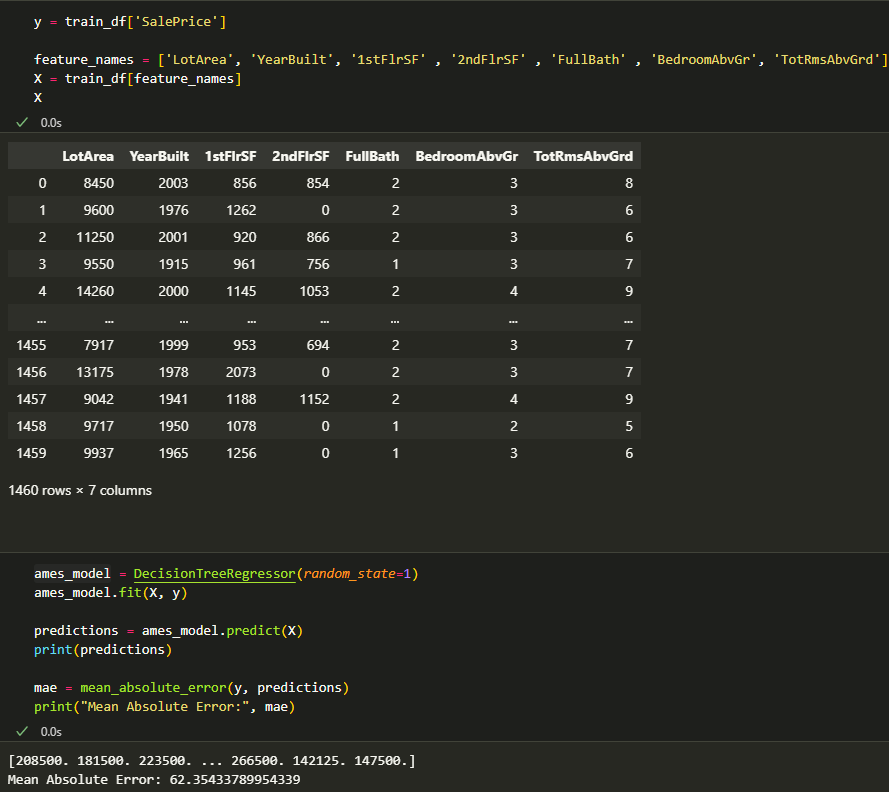 y = train_df['SalePrice']
feature_names = ['LotArea', 'YearBuilt', '1stFlrSF' , '2ndFlrSF' , 'FullBath' , 'BedroomAbvGr', 'TotRmsAbvGrd']
X = train_df[feature_names]
X
✓ 0.0s
LotArea YearBuilt 1stFlrSF 2ndFlrSF FullBath BedroomAbvGr TotRmsAbvGrd
0 8450 2003 856 854 2 3 8
1 9600 1976 1262 0 2 3 6
2 11250 2001 920 866 2 3 6
3 9550 1915 961 756 1 3 7
4 14260 2000 1145 1053 2 4 9
... ... ... ... ... ... ... ...
1455 7917 1999 953 694 2 3 7
1456 13175 1978 2073 0 2 3 7
1457 9042 1941 1188 1152 2 4 9
1458 9717 1950 1078 0 1 2 5
1459 9937 1965 1256 0 1 3 6
1460 rows × 7 columns
ames_model = DecisionTreeRegressor(random_state=1)
ames_model.fit(X, y)
predictions = ames_model.predict(X)
print(predictions)
mae = mean_absolute_error(y, predictions)
print("Mean Absolute Error:", mae)
✓ 0.0s
[208500. 181500. 223500. ... 266500. 142125. 147500.]
Mean Absolute Error: 62.35433789954339